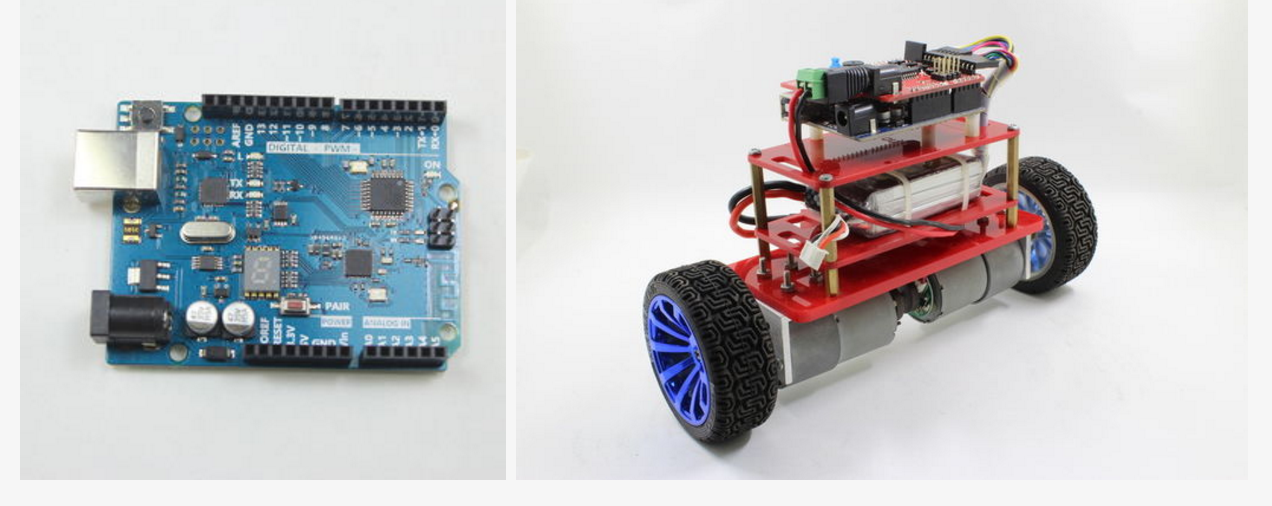 AREF
GND
13
12
~11
~10
~9
8
7
~6
~5
4
~3
2
TX→1
RX←0
DIGITAL
PWM~
ON
L
TX
RX
PAIR
POWER
ANALOG IN
IOREF
RESET
3.3V
5V
GND
Vin
A0
A1
A2
A3
A4
A5